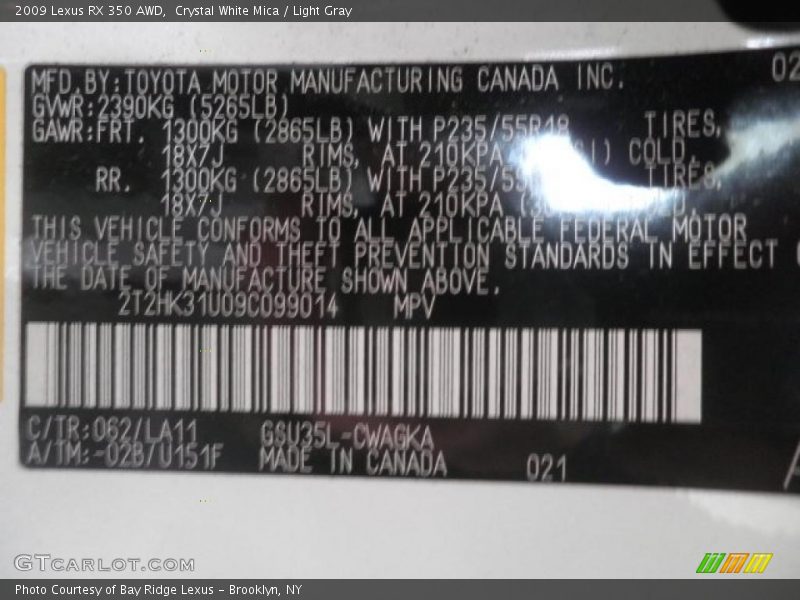 2009 Lexus RX 350 AWD,  Crystal White Mica / Light Gray
MFD.BY:TOYOTA MOTOR MANUFACTURING CANADA INC. 02
GVWR:2390KG (5265LB)
GAWR:FRT. 1300KG (2865LB) WITH P235/55R18 TIRES,
18X7J RIMS, AT 210KPA COLD,
RR. 1300KG (2865LB) WITH P235/55 TIRES,
18X7J RIMS, AT 210KPA
THIS VEHICLE CONFORMS TO ALL APPLICABLE FEDERAL MOTOR
VEHICLE SAFETY AND THEFT PREVENTION STANDARDS IN EFFECT
THE DATE OF MANUFACTURE SHOWN ABOVE.
2T2HK31U09C099014 MPV
C/TR:062/LA11 GSU35L-CWAGKA
A/TM:-02B/U151F MADE IN CANADA 021
GTCARLOT.COM
Photo Courtesy of Bay Ridge Lexus - Brooklyn, NY